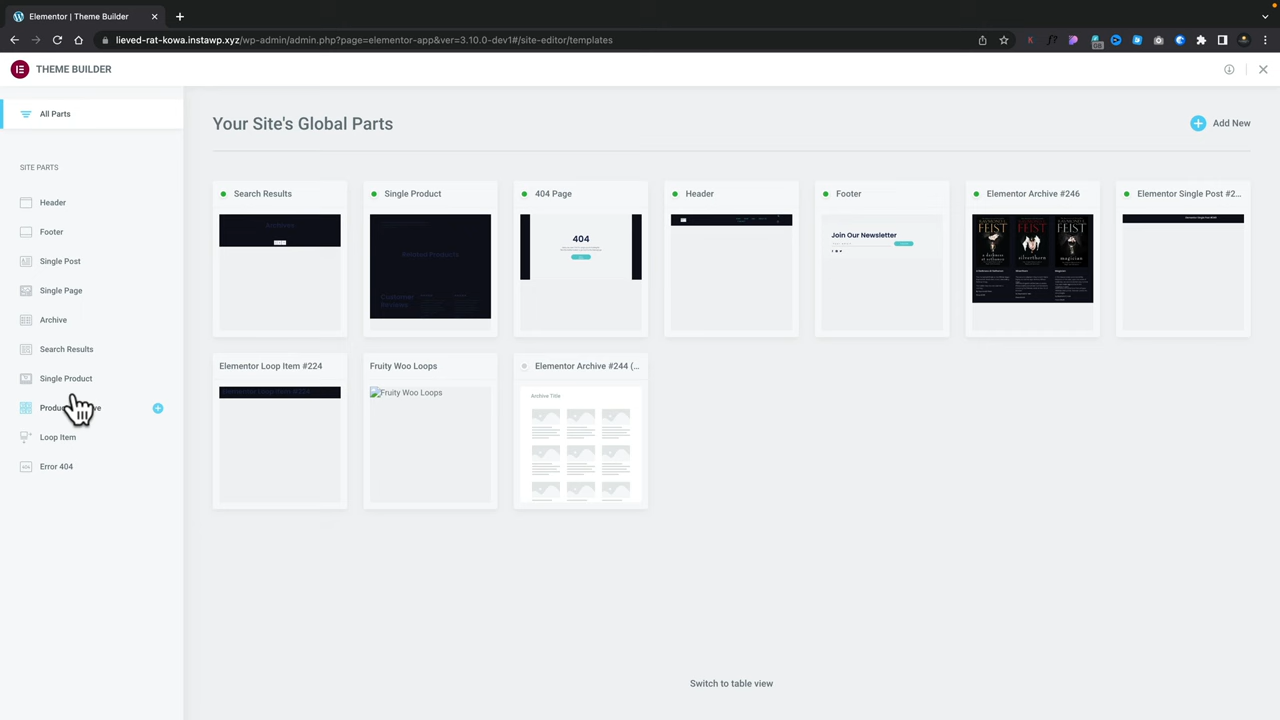 Elementor | Theme Builder
lieved-rat-kowa.instawp.xyz/wp-admin/admin.php?page=elementor-app&ver=3.10.0-dev1#/site-editor/templates
THEME BUILDER
All Parts
SITE PARTS
Header
Footer
Single Post
Single Page
Archive
Search Results
Single Product
Loop Item
Error 404
Your Site's Global Parts
Add New
Search Results
Single Product
404 Page
Header
Footer
Elementor Archive #246
Elementor Single Post #2...
Archives
404
Join Our Newsletter
FEIST
FEIST
FEIST
Elementor Loop Item #224
Fruity Woo Loops
Elementor Archive #244 (...
Fruity Woo Loops
Archive Title
Switch to table view